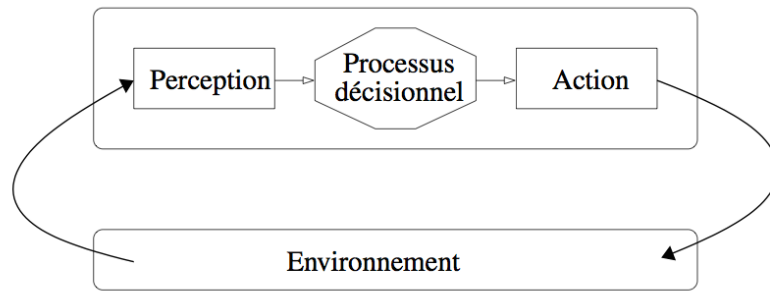 Perception
Processus
décisionnel
Action
Environnement